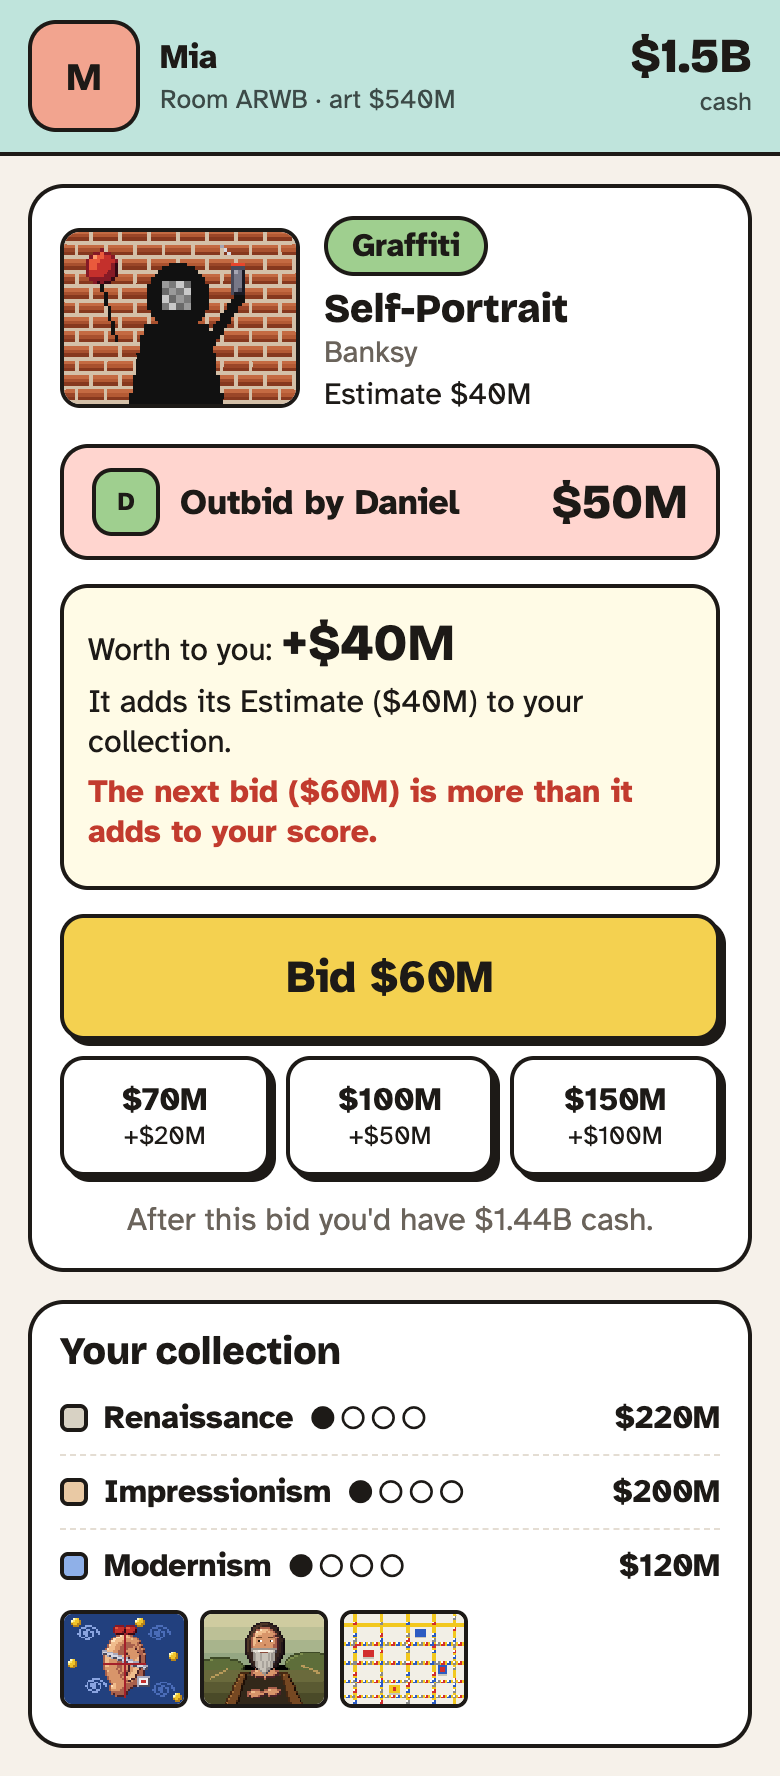 M
Mia
Room ARWB · art $540M
$1.5B
cash
Graffiti
Self-Portrait
Banksy
Estimate $40M
D
Outbid by Daniel
$50M
Worth to you: +$40M
It adds its Estimate ($40M) to your
collection.
The next bid ($60M) is more than it
adds to your score.
Bid $60M
$70M
+$20M
$100M
+$50M
$150M
+$100M
After this bid you'd have $1.44B cash.
Your collection
Renaissance
$220M
Impressionism
$200M
Modernism
$120M